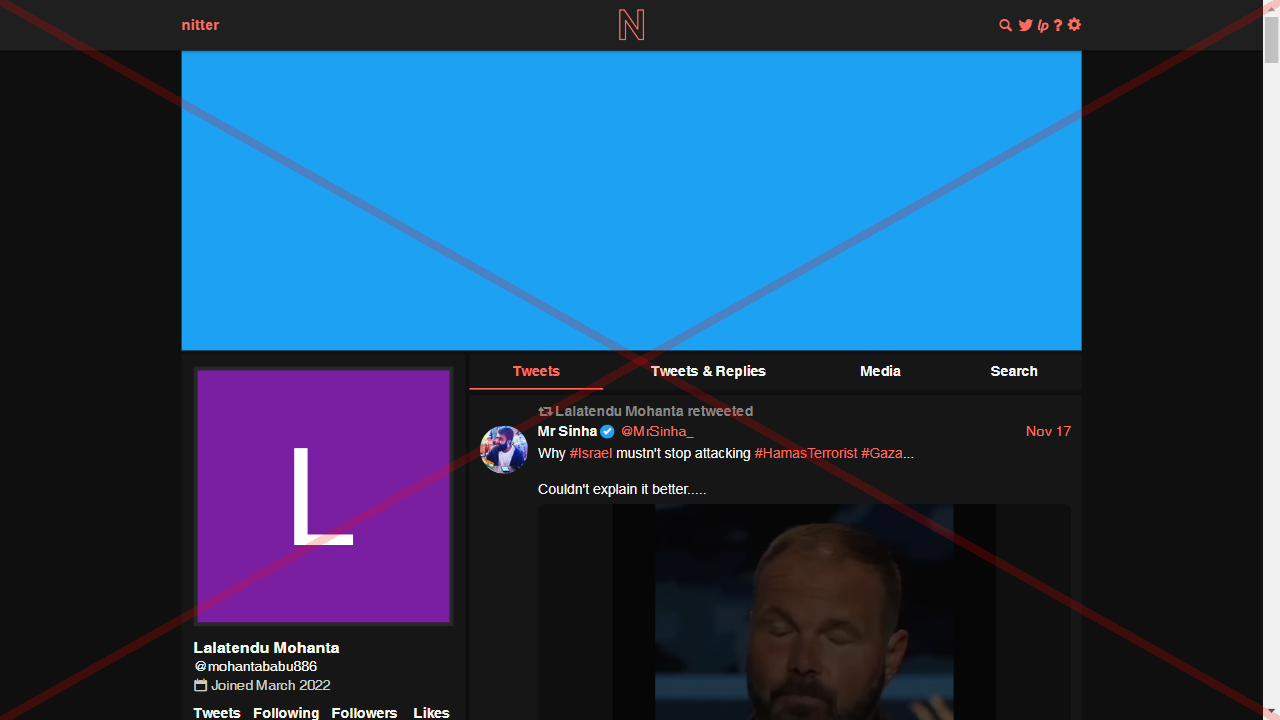 nitter
N
lp ?
Tweets
Tweets & Replies
Media
Search
Lalatendu Mohanta retweeted
Mr Sinha @MrSinha_ Nov 17
Why #Israel mustn't stop attacking #HamasTerrorist #Gaza...
Couldn't explain it better.....
L
Lalatendu Mohanta
@mohantababu886
Joined March 2022
Tweets Following Followers Likes